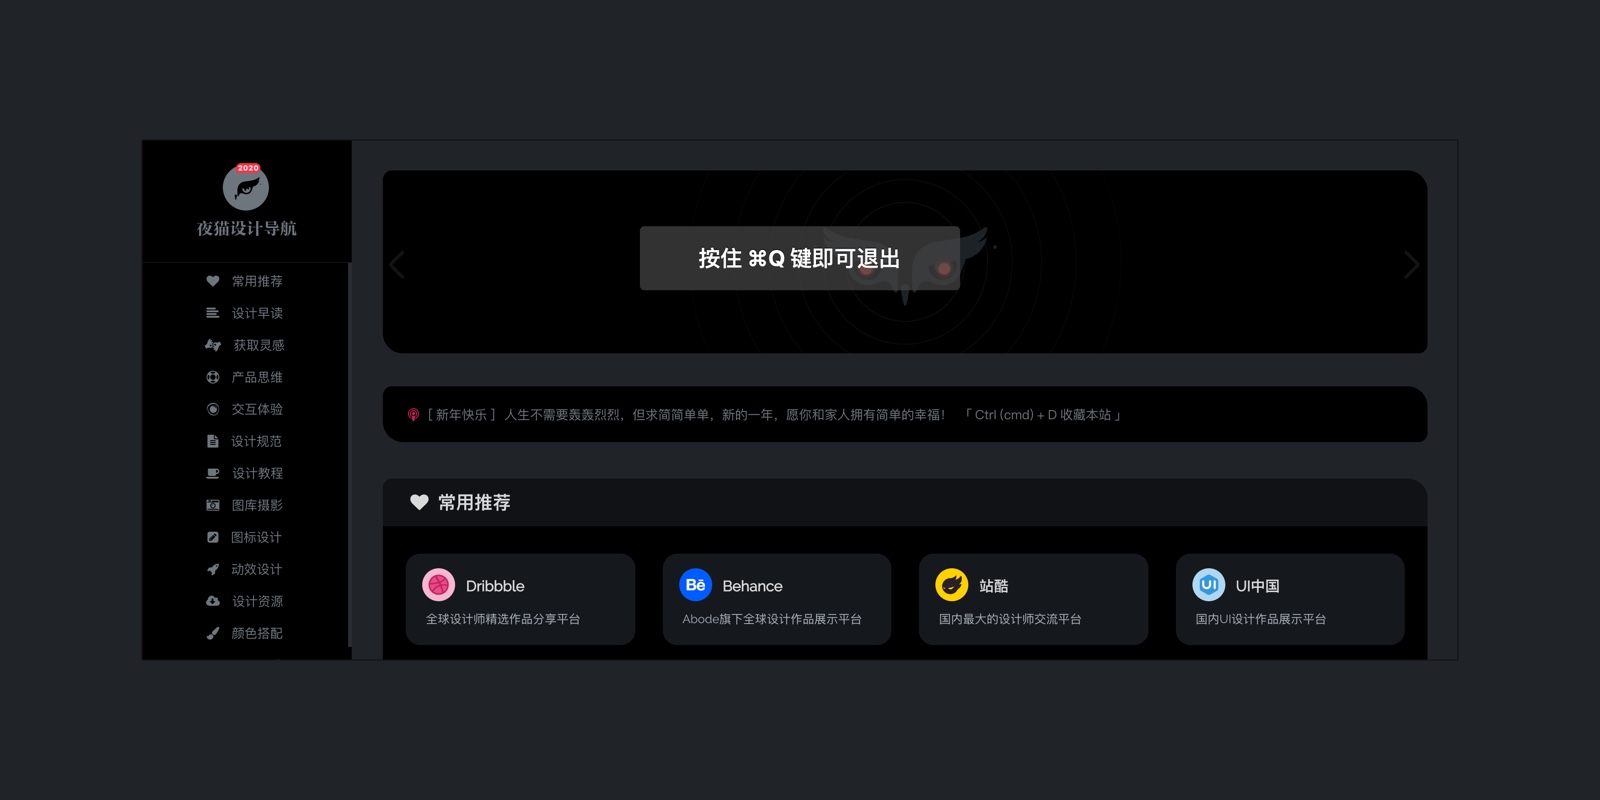 2020
夜猫设计导航
常用推荐
设计早读
获取灵感
产品思维
交互体验
设计规范
设计教程
图库摄影
图标设计
动效设计
设计资源
颜色搭配
按住 ⌘Q 键即可退出
[ 新年快乐 ] 人生不需要轰轰烈烈，但求简简单单，新的一年，愿你和家人拥有简单的幸福！ 「 Ctrl (cmd) + D 收藏本站 」
常用推荐
Dribbble
全球设计师精选作品分享平台
Bē
Behance
Abode旗下全球设计作品展示平台
站酷
国内最大的设计师交流平台
UI
UI中国
国内UI设计作品展示平台